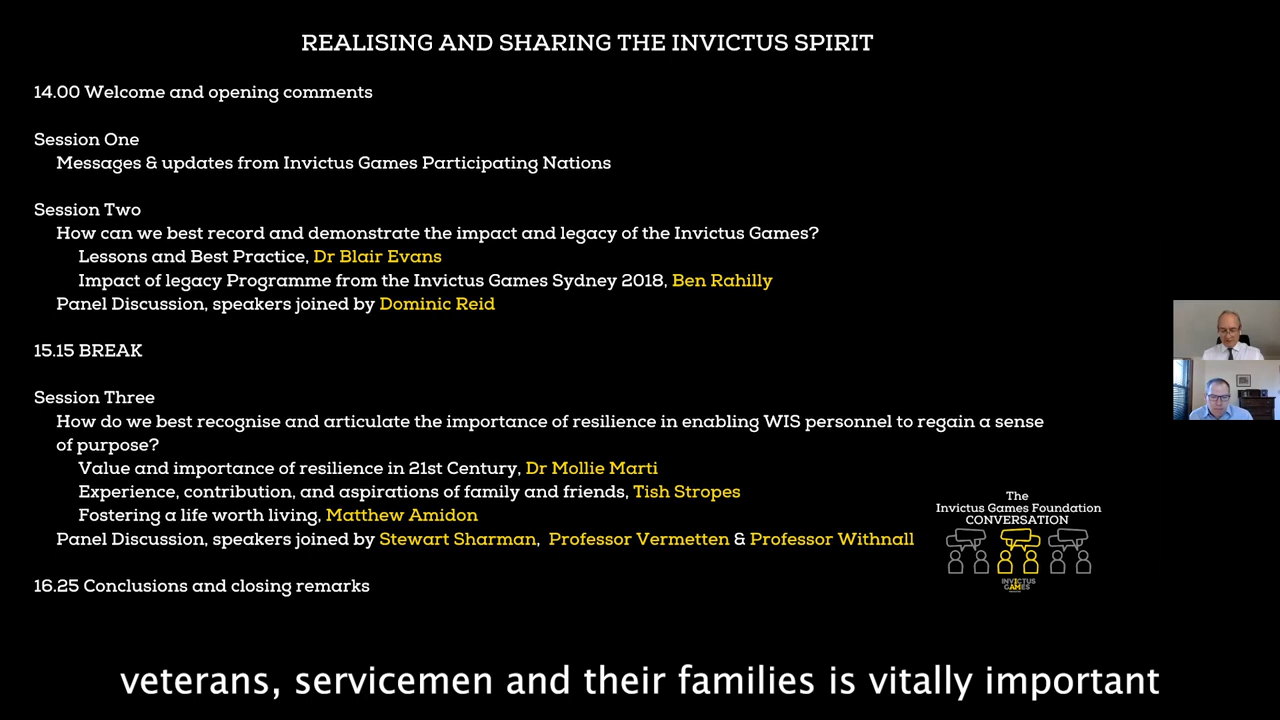 REALISING AND SHARING THE INVICTUS SPIRIT
14.00 Welcome and opening comments
Session One
Messages & updates from Invictus Games Participating Nations
Session Two
How can we best record and demonstrate the impact and legacy of the Invictus Games?
Lessons and Best Practice, Dr Blair Evans
Impact of legacy Programme from the Invictus Games Sydney 2018, Ben Rahilly
Panel Discussion, speakers joined by Dominic Reid
15.15 BREAK
Session Three
How do we best recognise and articulate the importance of resilience in enabling WIS personnel to regain a sense
of purpose?
Value and importance of resilience in 21st Century, Dr Mollie Marti
Experience, contribution, and aspirations of family and friends, Tish Stropes
Fostering a life worth living, Matthew Amidon
Panel Discussion, speakers joined by Stewart Sharman, Professor Vermetten & Professor Withnall
16.25 Conclusions and closing remarks
The
Invictus Games Foundation
CONVERSATION
INVICTUS
GAMES
veterans, servicemen and their families is vitally important